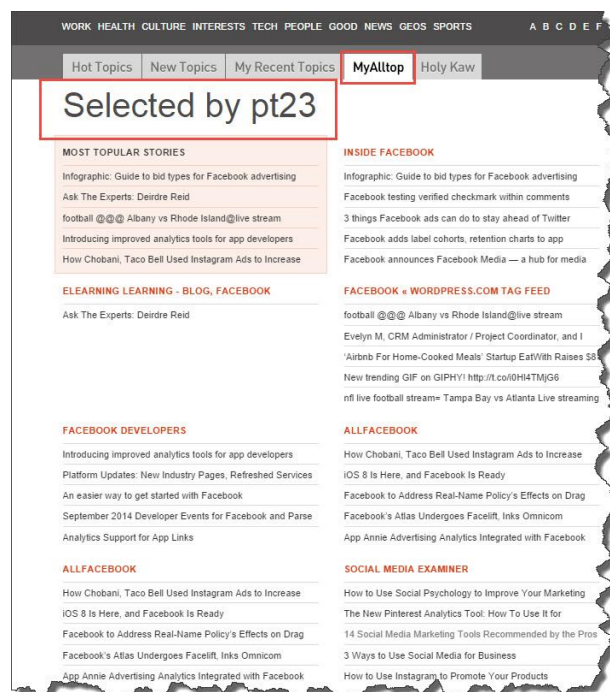 WORK HEALTH CULTURE INTERESTS TECH PEOPLE GOOD NEWS GEOS SPORTS A B C D E F
Hot Topics New Topics My Recent Topics MyAlltop Holy Kaw
Selected by pt23
MOST TOPULAR STORIES
Infographic: Guide to bid types for Facebook advertising
Ask The Experts: Deirdre Reid
football @@@ Albany vs Rhode Island@live stream
Introducing improved analytics tools for app developers
How Chobani, Taco Bell Used Instagram Ads to Increase
INSIDE FACEBOOK
Infographic: Guide to bid types for Facebook advertising
Facebook testing verified checkmark within comments
3 things Facebook ads can do to stay ahead of Twitter
Facebook adds label cohorts, retention charts to app
Facebook announces Facebook Media — a hub for media
ELEARNING LEARNING - BLOG, FACEBOOK
Ask The Experts: Deirdre Reid
FACEBOOK « WORDPRESS.COM TAG FEED
football @@@ Albany vs Rhode Island@live stream
Evelyn M, CRM Administrator / Project Coordinator, and I
'Airbnb For Home-Cooked Meals' Startup EatWith Raises $8
New trending GIF on GIPHY! http://t.co/i0HI4TMjG6
nfl live football stream= Tampa Bay vs Atlanta Live streaming
FACEBOOK DEVELOPERS
Introducing improved analytics tools for app developers
Platform Updates: New Industry Pages, Refreshed Services
An easier way to get started with Facebook
September 2014 Developer Events for Facebook and Parse
Analytics Support for App Links
ALLFACEBOOK
How Chobani, Taco Bell Used Instagram Ads to Increase
iOS 8 Is Here, and Facebook Is Ready
Facebook to Address Real-Name Policy's Effects on Drag
Facebook's Atlas Undergoes Facelift, Inks Omnicom
App Annie Advertising Analytics Integrated with Facebook
ALLFACEBOOK
How Chobani, Taco Bell Used Instagram Ads to Increase
iOS 8 Is Here, and Facebook Is Ready
Facebook to Address Real-Name Policy's Effects on Drag
Facebook's Atlas Undergoes Facelift, Inks Omnicom
App Annie Advertising Analytics Integrated with Facebook
SOCIAL MEDIA EXAMINER
How to Use Social Psychology to Improve Your Marketing
The New Pinterest Analytics Tool: How To Use It for
14 Social Media Marketing Tools Recommended by the Pros
3 Ways to Use Social Media for Business
How to Use Instagram to Promote Your Products